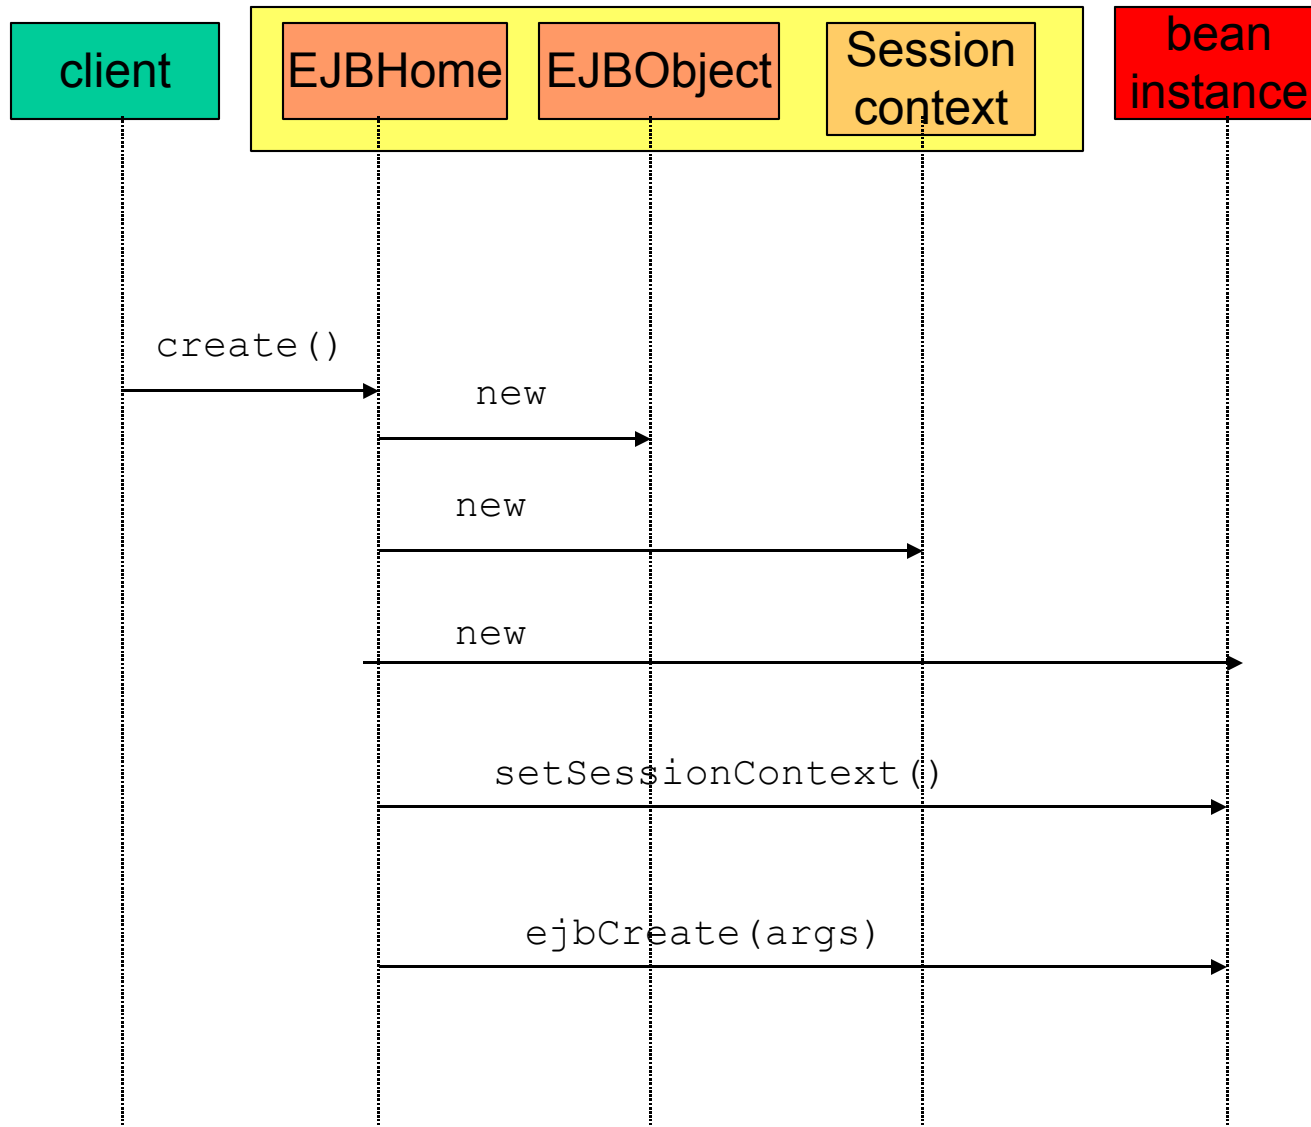 client
EJBHome
EJBObject
Session
context
bean
instance
create()
new
new
new
setSessionContext()
ejbCreate(args)